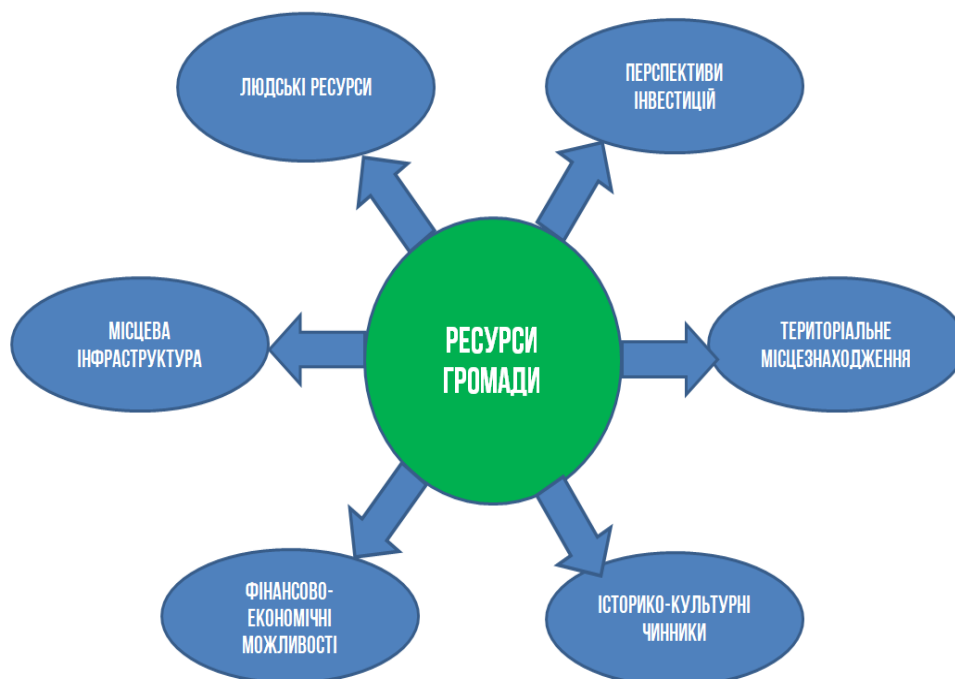 ЛЮДСЬКІ РЕСУРСИ
ПЕРСПЕКТИВИ
ІНВЕСТИЦІЙ
МІСЦЕВА
ІНФРАСТРУКТУРА
РЕСУРСИ
ГРОМАДИ
ТЕРИТОРІАЛЬНЕ
МІСЦЕЗНАХОДЖЕННЯ
ФІНАНСОВО-
ЕКОНОМІЧНІ
МОЖЛИВОСТІ
ІСТОРИКО-КУЛЬТУРНІ
ЧИННИКИ